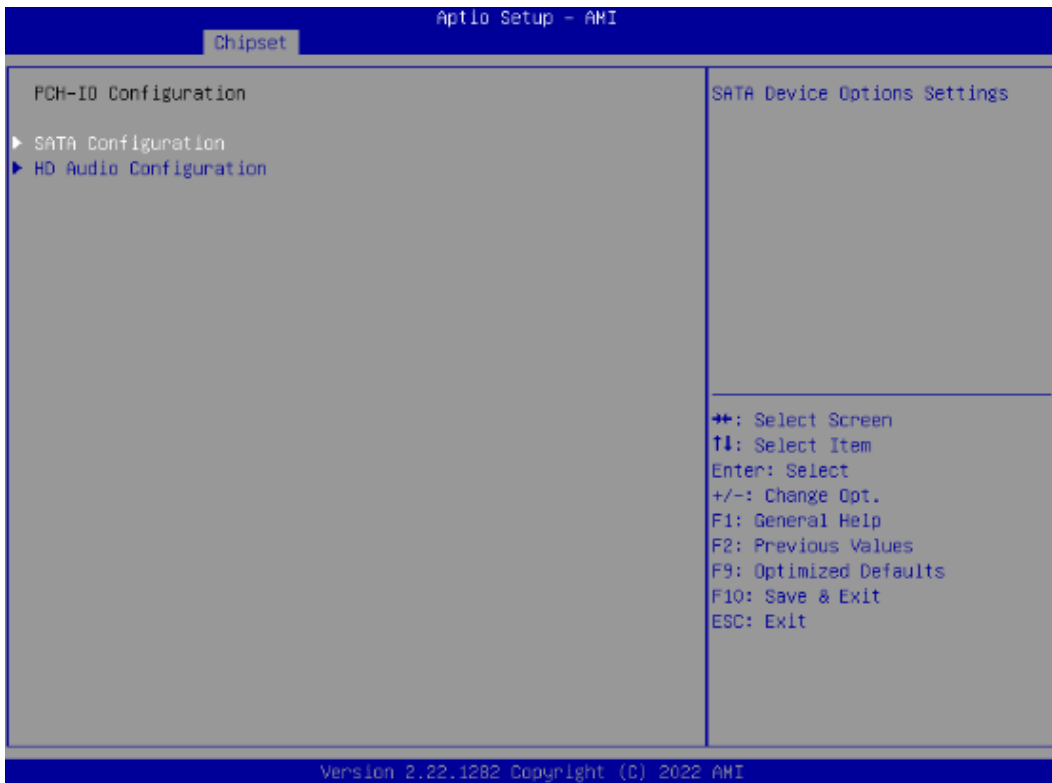 Aptio Setup - AMI
Chipset
PCH-IO Configuration
SATA Configuration
HD Audio Configuration
SATA Device Options Settings
→←: Select Screen
↑↓: Select Item
Enter: Select
+/-: Change Opt.
F1: General Help
F2: Previous Values
F9: Optimized Defaults
F10: Save & Exit
ESC: Exit
Version 2.22.1282 Copyright (C) 2022 AMI